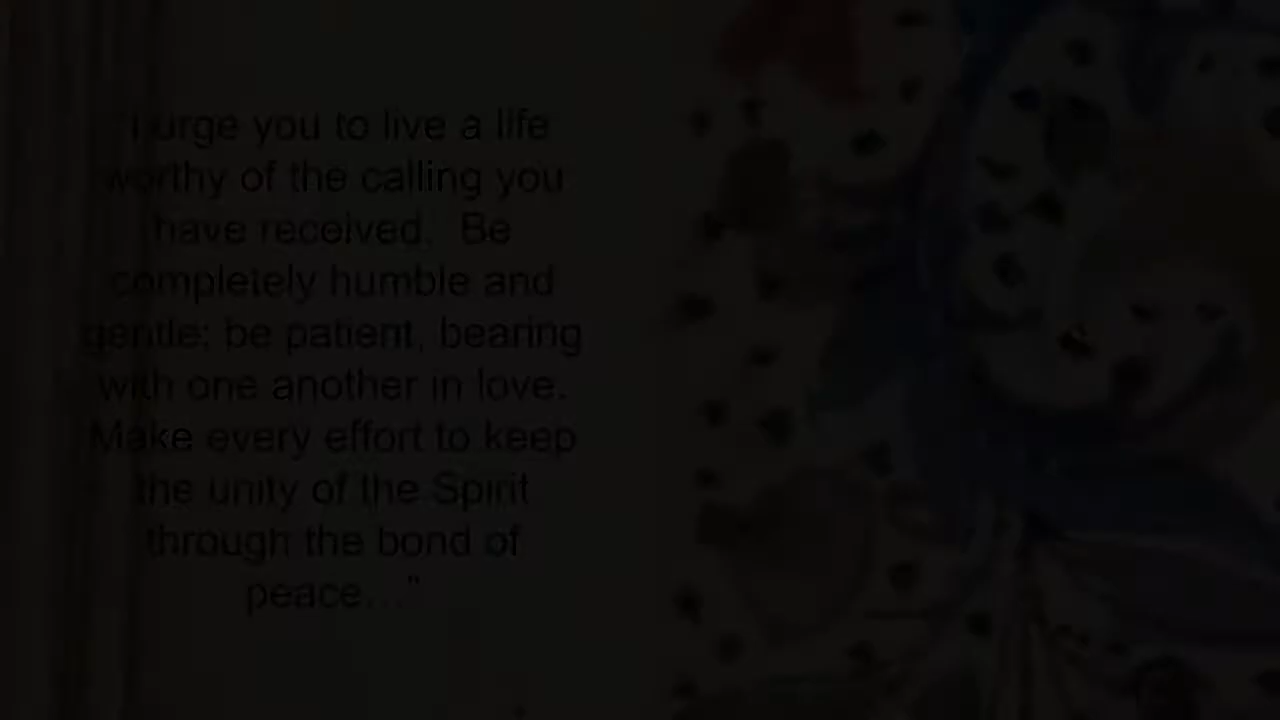 I urge you to live a life
worthy of the calling you
have received.  Be
completely humble and
gentle; be patient, bearing
with one another in love.
Make every effort to keep
the unity of the Spirit
through the bond of
peace…"